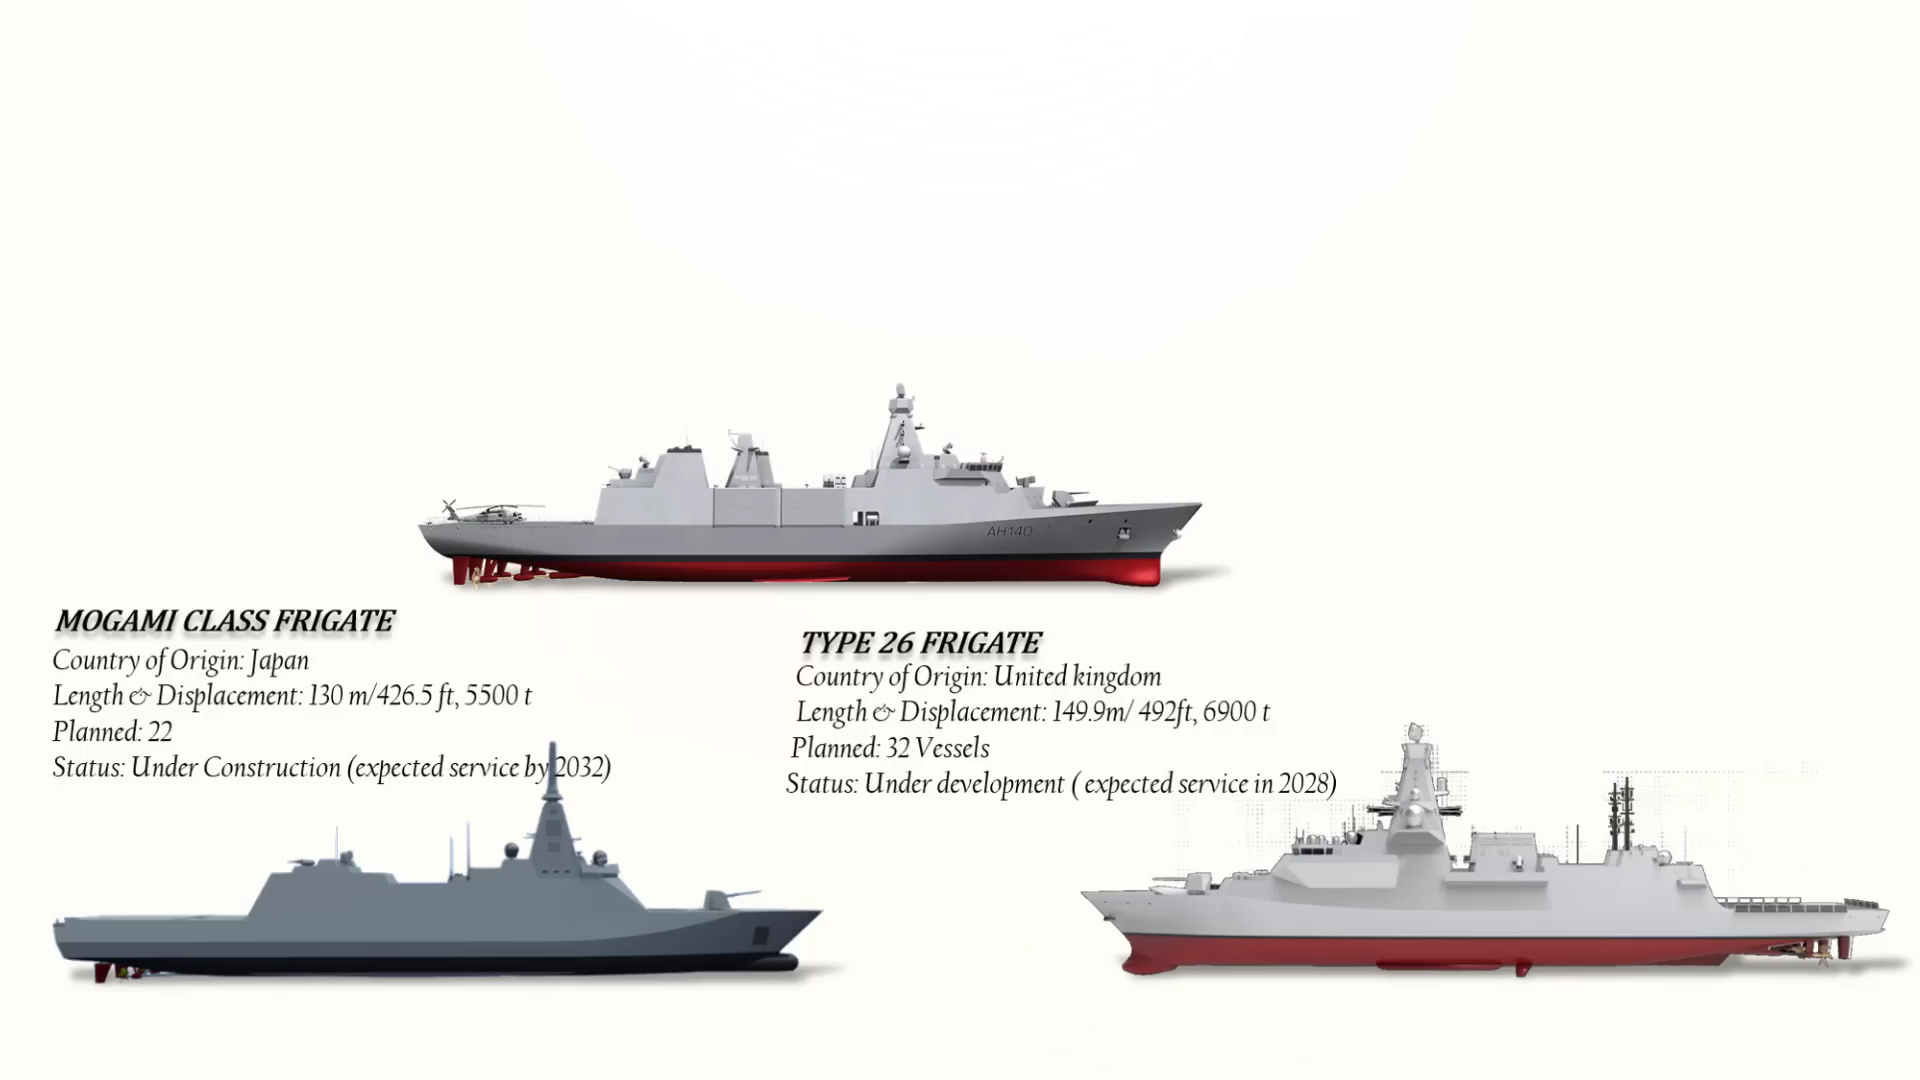 AH140
MOGAMI CLASS FRIGATE
Country of Origin: Japan
Length & Displacement: 130 m/426.5 ft, 5500 t
Planned: 22
Status: Under Construction (expected service by 2032)
TYPE 26 FRIGATE
Country of Origin: United kingdom
Length & Displacement: 149.9m/ 492ft, 6900 t
Planned: 32 Vessels
Status: Under development ( expected service in 2028)